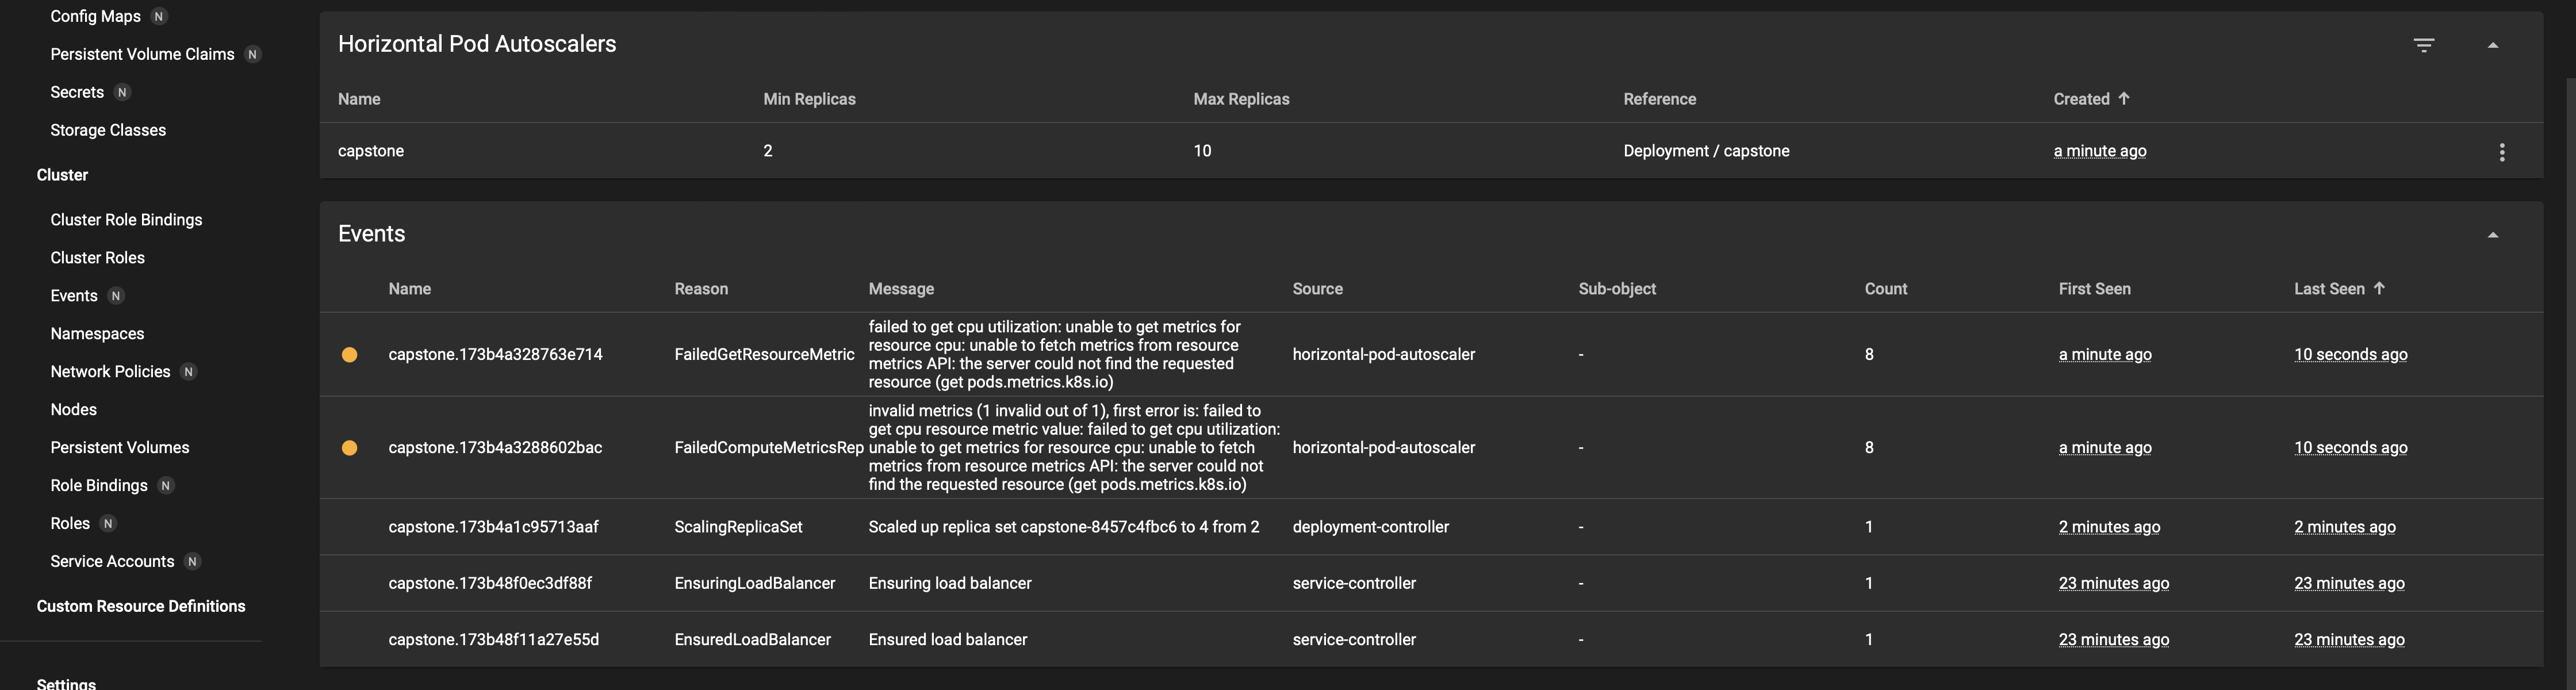 Config Maps N
Persistent Volume Claims N
Secrets N
Storage Classes
Cluster
Cluster Role Bindings
Cluster Roles
Events N
Namespaces
Network Policies N
Nodes
Persistent Volumes
Role Bindings N
Roles N
Service Accounts N
Custom Resource Definitions
Settings
Horizontal Pod Autoscalers
Name Min Replicas Max Replicas Reference Created
capstone 2 10 Deployment / capstone a minute ago
Events
Name Reason Message Source Sub-object Count First Seen Last Seen
capstone.173b4a328763e714 FailedGetResourceMetric
failed to get cpu utilization: unable to get metrics for
resource cpu: unable to fetch metrics from resource
metrics API: the server could not find the requested
resource (get pods.metrics.k8s.io)
horizontal-pod-autoscaler - 8 a minute ago 10 seconds ago
capstone.173b4a3288602bac FailedComputeMetricsRep
invalid metrics (1 invalid out of 1), first error is: failed to
get cpu resource metric value: failed to get cpu utilization:
unable to get metrics for resource cpu: unable to fetch
metrics from resource metrics API: the server could not
find the requested resource (get pods.metrics.k8s.io)
horizontal-pod-autoscaler - 8 a minute ago 10 seconds ago
capstone.173b4a1c95713aaf ScalingReplicaSet Scaled up replica set capstone-8457c4fbc6 to 4 from 2 deployment-controller - 1 2 minutes ago 2 minutes ago
capstone.173b48f0ec3df88f EnsuringLoadBalancer Ensuring load balancer service-controller - 1 23 minutes ago 23 minutes ago
capstone.173b48f11a27e55d EnsuredLoadBalancer Ensured load balancer service-controller - 1 23 minutes ago 23 minutes ago